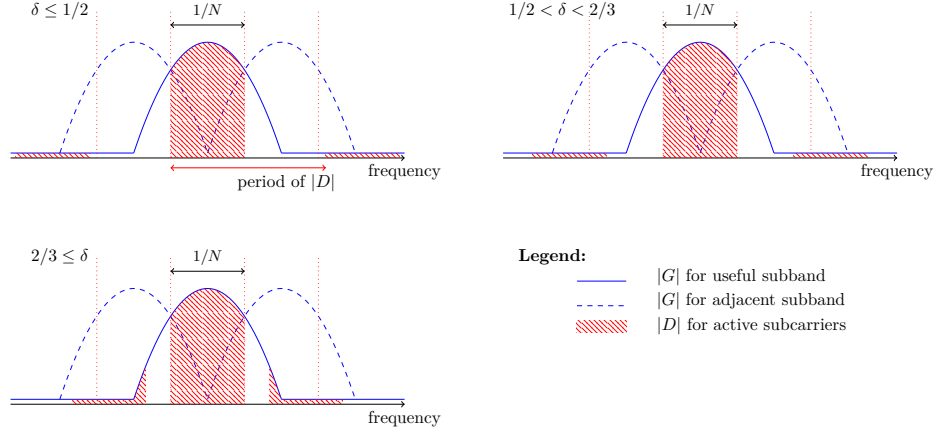 δ ≤ 1/2
1/N
frequency
period of |D|
1/2 < δ < 2/3
1/N
frequency
2/3 ≤ δ
1/N
frequency
Legend:
|G| for useful subband
|G| for adjacent subband
|D| for active subcarriers